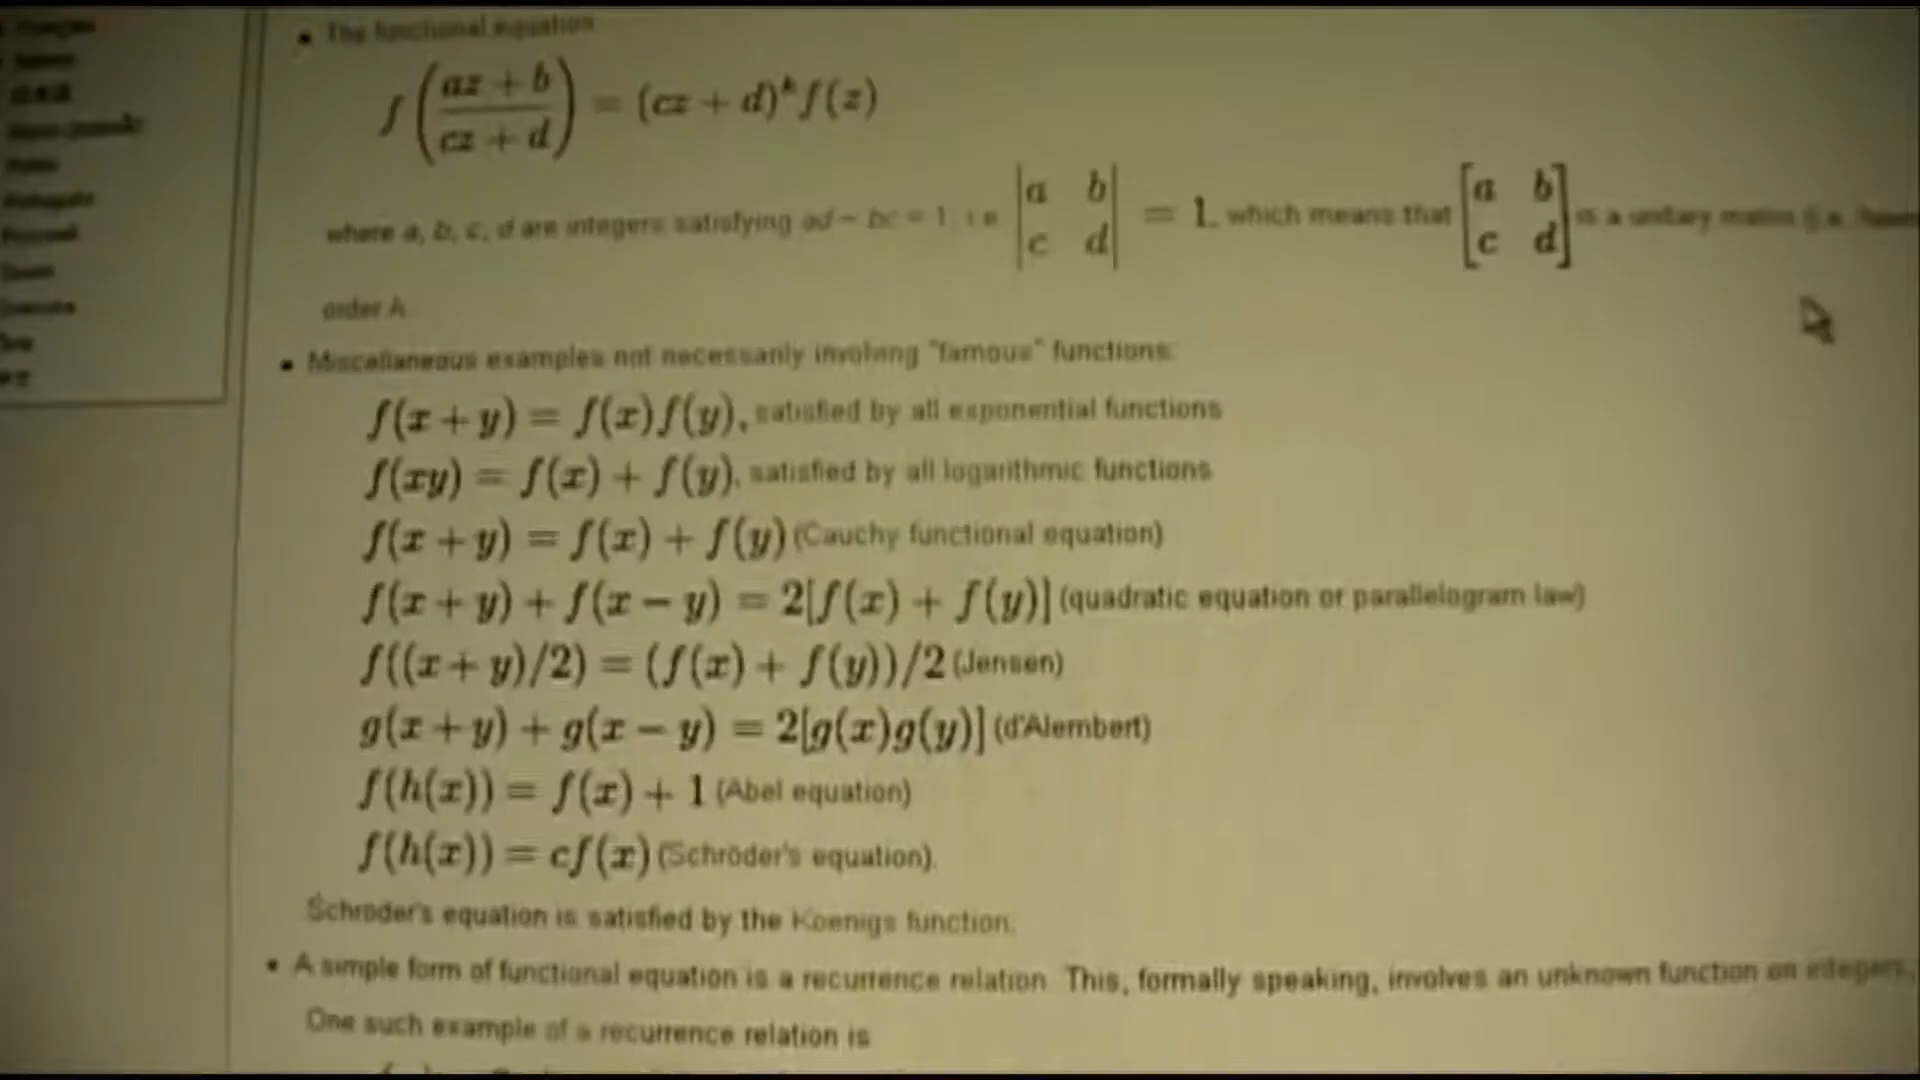 Português
• The functional equation
f((az + b)/(cz + d)) = (cz + d)^k f(z)
where a, b, c, d are integers satisfying ad − bc = 1, i.e. |a b; c d| = 1, which means that [a b; c d] is a unitary matrix (i.e.
order k.
• Miscellaneous examples not necessarily involving "famous" functions:
f(x + y) = f(x)f(y), satisfied by all exponential functions
f(xy) = f(x) + f(y), satisfied by all logarithmic functions
f(x + y) = f(x) + f(y) (Cauchy functional equation)
f(x + y) + f(x − y) = 2[f(x) + f(y)] (quadratic equation or parallelogram law)
f((x + y)/2) = (f(x) + f(y))/2 (Jensen)
g(x + y) + g(x − y) = 2[g(x)g(y)] (d'Alembert)
f(h(x)) = f(x) + 1 (Abel equation)
f(h(x)) = cf(x) (Schröder's equation).
Schröder's equation is satisfied by the Koenigs function.
• A simple form of functional equation is a recurrence relation. This, formally speaking, involves an unknown function on integers,
One such example of a recurrence relation is